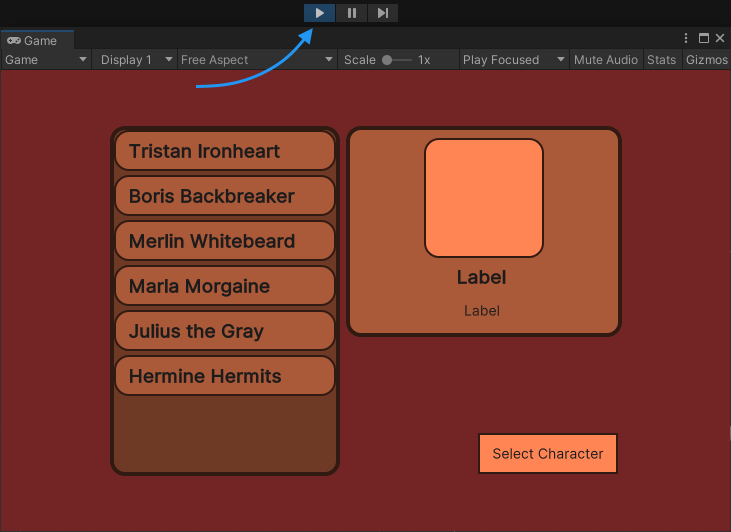 Game
Game Display 1 Free Aspect Scale 1x Play Focused Mute Audio Stats Gizmos
Tristan Ironheart
Boris Backbreaker
Merlin Whitebeard
Marla Morgaine
Julius the Gray
Hermine Hermits
Label
Label
Select Character